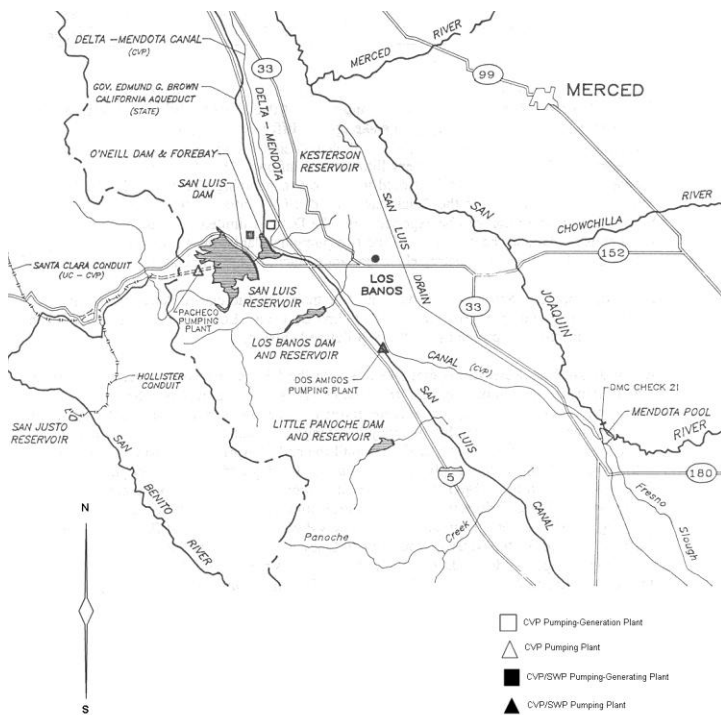 DELTA-MENDOTA CANAL
(CVP)
GOV. EDMUND G. BROWN
CALIFORNIA AQUEDUCT
(STATE)
O'NEILL DAM & FOREBAY
SAN LUIS
DAM
33
DELTA-MENDOTA
MERCED
RIVER
99
MERCED
KESTERSON
RESERVOIR
SAN
JOAQUIN
RIVER
CHOWCHILLA
RIVER
152
SAN
LUIS
DRAIN
LOS
BANOS
33
SANTA CLARA CONDUIT
(UC - CVP)
PACHECO
PUMPING
PLANT
SAN LUIS
RESERVOIR
LOS BANOS DAM
AND RESERVOIR
HOLLISTER
CONDUIT
DOS AMIGOS
PUMPING PLANT
CANAL (CVP)
DMC CHECK 21
MENDOTA POOL
SAN JUSTO
RESERVOIR
LITTLE PANOCHE DAM
AND RESERVOIR
SAN
LUIS
CANAL
SAN
BENITO
RIVER
5
180
Fresno
Slough
Panoche
Creek
N
S
CVP Pumping-Generation Plant
CVP Pumping Plant
CVP/SWP Pumping-Generating Plant
CVP/SWP Pumping Plant